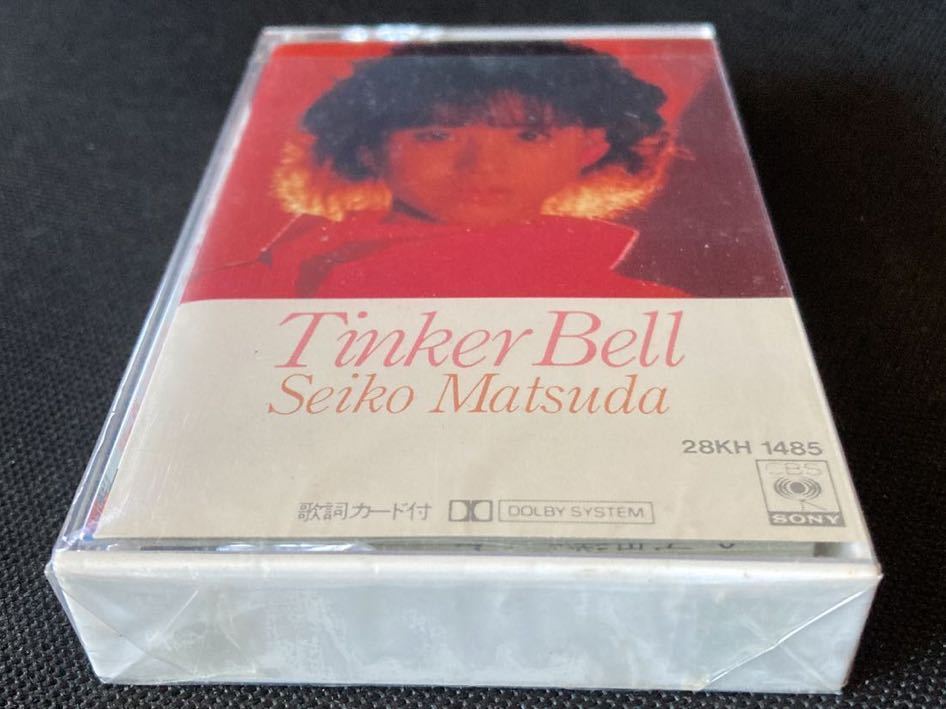 Tinker Bell
Seiko Matsuda
28KH 1485
CBS
SONY
歌詞カード付 DOLBY SYSTEM